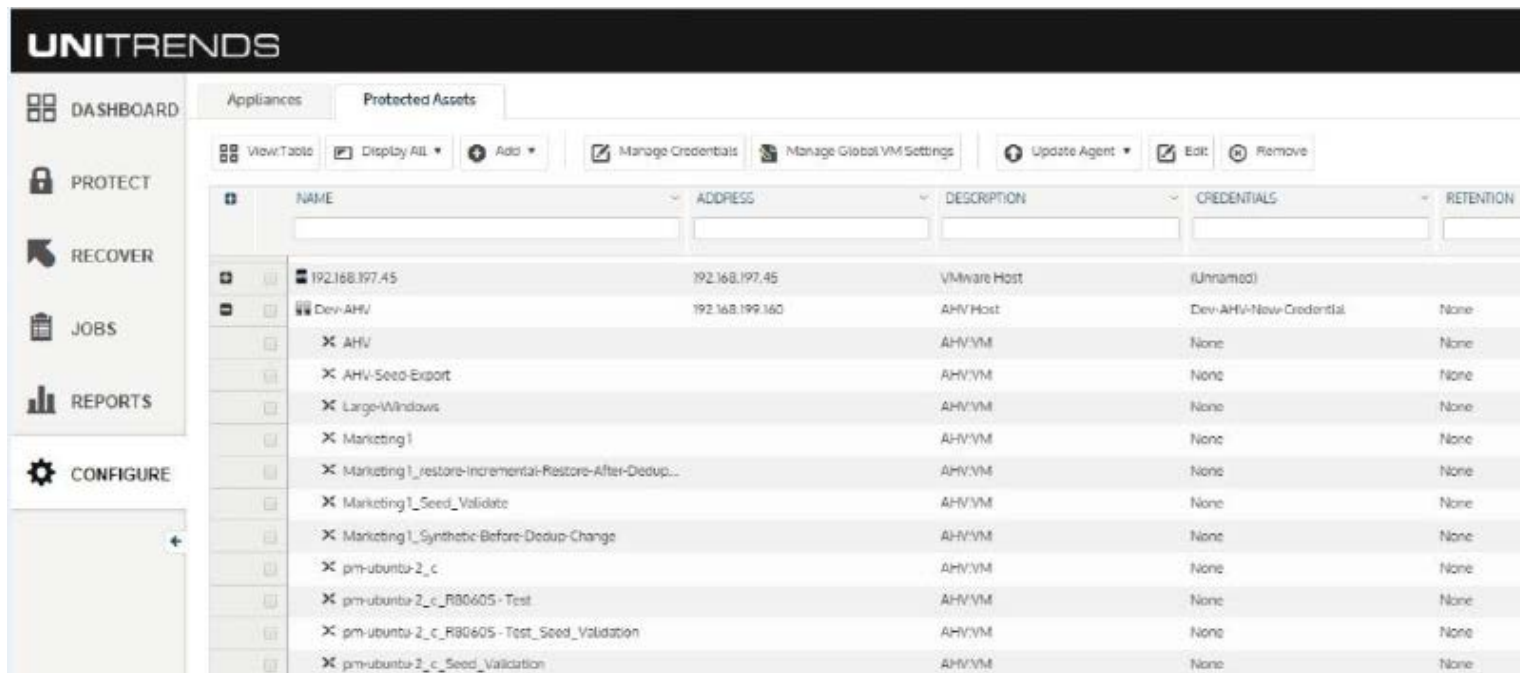 UNITRENDS
DASHBOARD
PROTECT
RECOVER
JOBS
REPORTS
CONFIGURE
Appliances Protected Assets
View:Table Display All Add Manage Credentials Manage Global VM Settings Update Agent Edit Remove
NAME ADDRESS DESCRIPTION CREDENTIALS RETENTION
192.168.197.45 192.168.197.45 VMware Host (Unnamed)
Dev-AHV 192.168.199.160 AHV Host Dev-AHV-New-Credential None
AHV AHV:VM None None
AHV-Seed-Export AHV:VM None None
Large-Windows AHV:VM None None
Marketing1 AHV:VM None None
Marketing1_restore-Incremental-Restore-After-Dedup... AHV:VM None None
Marketing1_Seed_Validate AHV:VM None None
Marketing1_Synthetic-Before-Dedup-Change AHV:VM None None
pm-ubuntu-2_c AHV:VM None None
pm-ubuntu-2_c_R80605 - Test AHV:VM None None
pm-ubuntu-2_c_R80605 - Test_Seed_Validation AHV:VM None None
pm-ubuntu-2_c_Seed_Validation AHV:VM None None